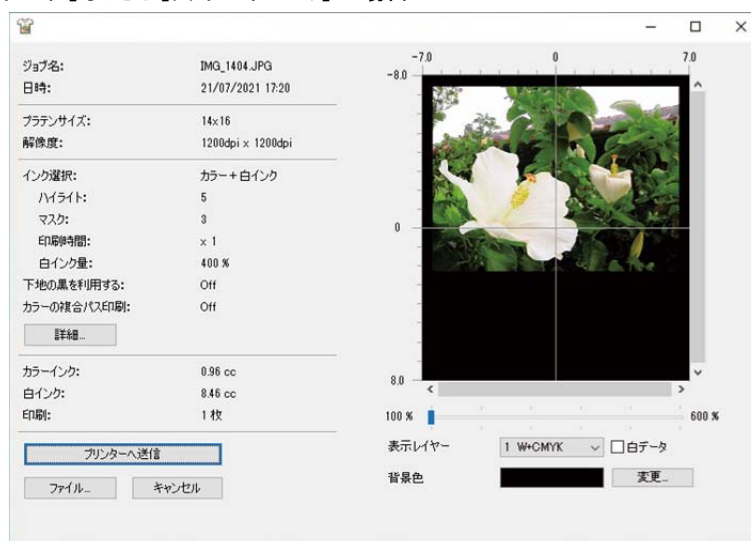 ジョブ名: IMG_1404.JPG
日時: 21/07/2021 17:20
プラテンサイズ: 14x16
解像度: 1200dpi x 1200dpi
インク選択: カラー+白インク
ハイライト: 5
マスク: 3
印刷時間: x 1
白インク量: 400 %
下地の黒を利用する: Off
カラーの複合パス印刷: Off
詳細...
カラーインク: 0.96 cc
白インク: 8.46 cc
印刷: 1 枚
プリンターへ送信
ファイル... キャンセル
-7.0 0 7.0
-8.0
0
8.0
100 % 600 %
表示レイヤー 1 W+CMYK 白データ
背景色 変更...